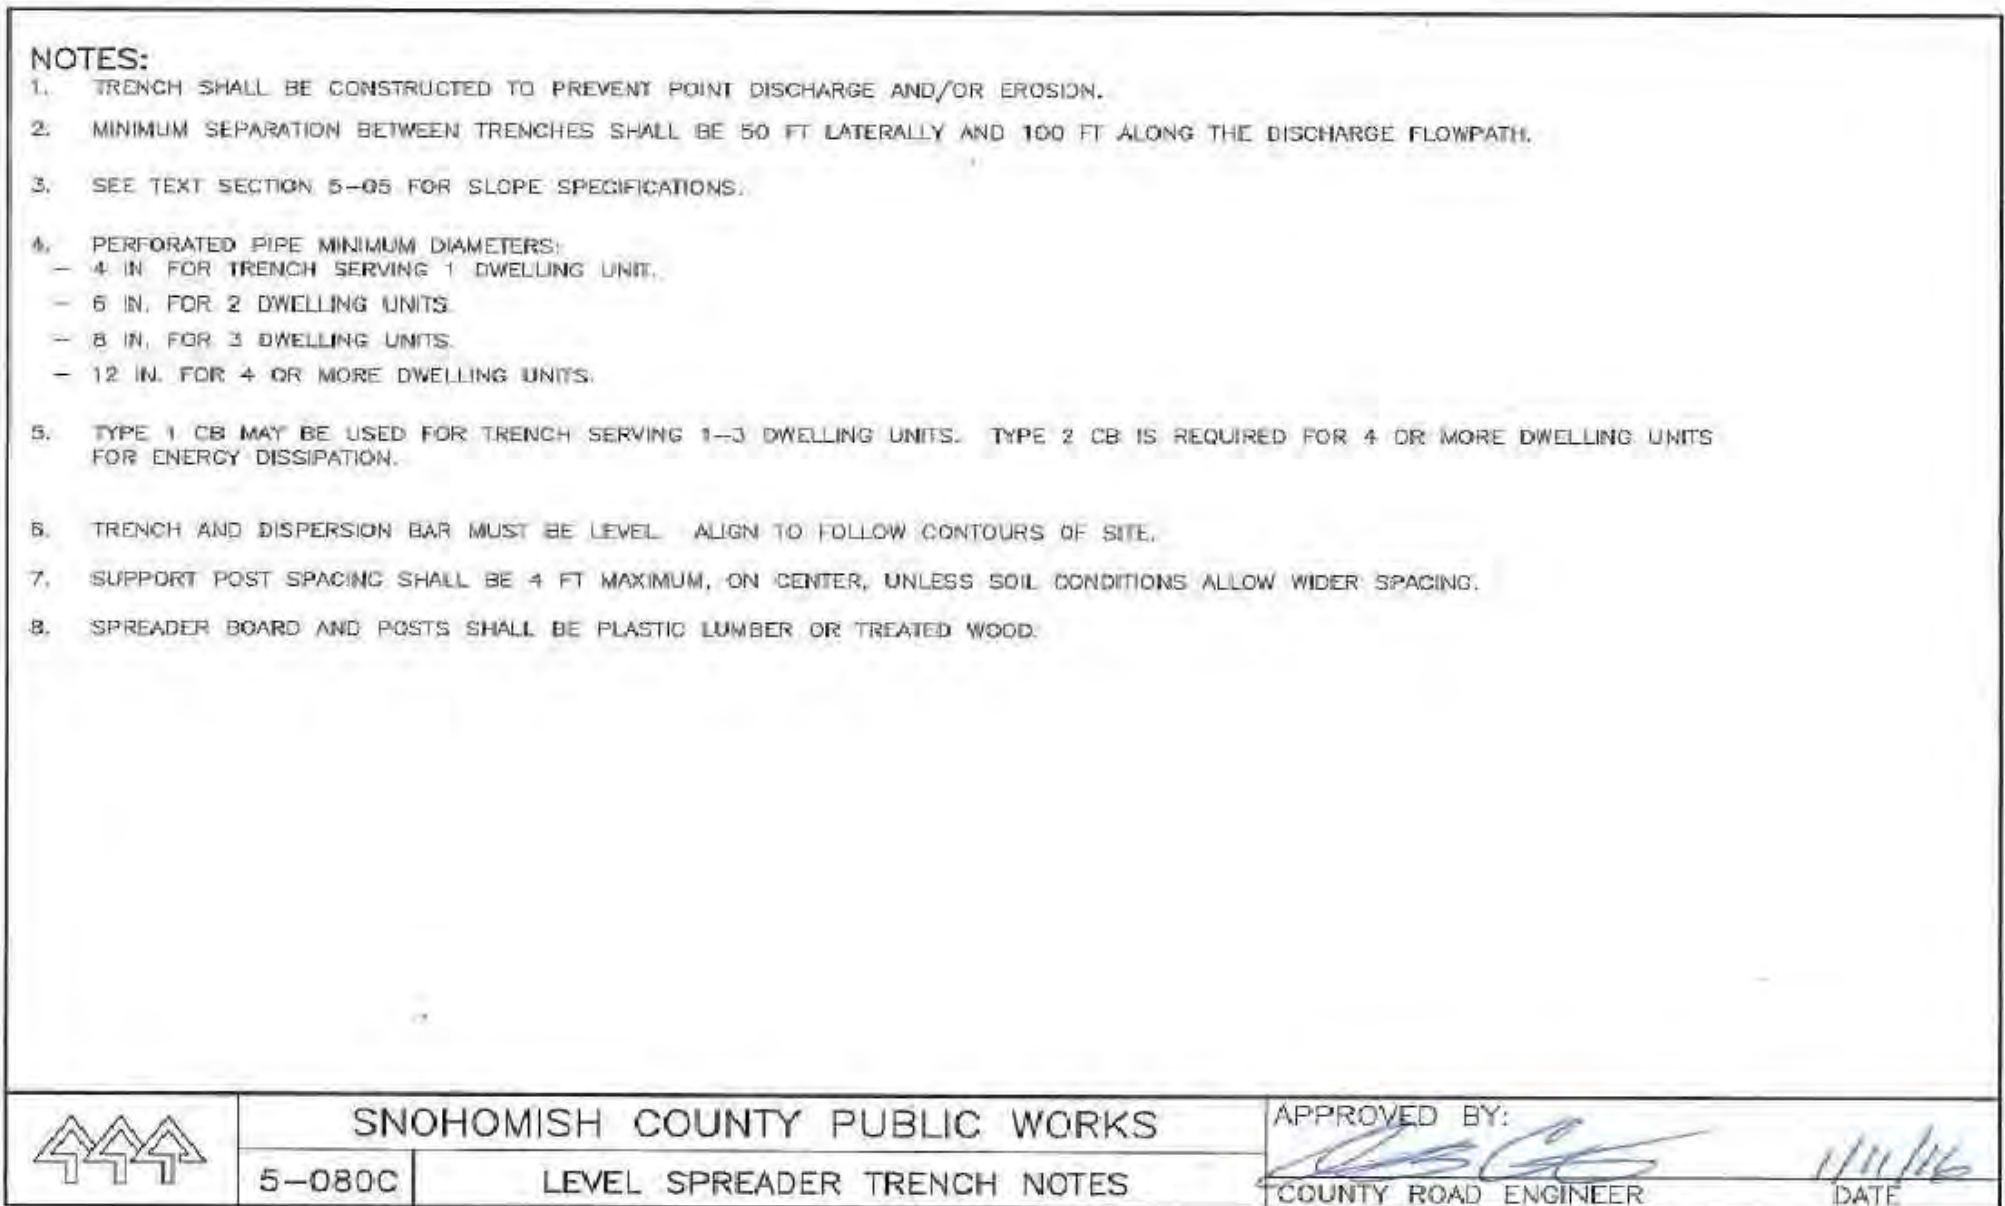 NOTES:
1. TRENCH SHALL BE CONSTRUCTED TO PREVENT POINT DISCHARGE AND/OR EROSION.
2. MINIMUM SEPARATION BETWEEN TRENCHES SHALL BE 50 FT LATERALLY AND 100 FT ALONG THE DISCHARGE FLOWPATH.
3. SEE TEXT SECTION 5-05 FOR SLOPE SPECIFICATIONS.
4. PERFORATED PIPE MINIMUM DIAMETERS:
- 4 IN FOR TRENCH SERVING 1 DWELLING UNIT.
- 6 IN. FOR 2 DWELLING UNITS.
- 8 IN. FOR 3 DWELLING UNITS.
- 12 IN. FOR 4 OR MORE DWELLING UNITS.
5. TYPE 1 CB MAY BE USED FOR TRENCH SERVING 1-3 DWELLING UNITS. TYPE 2 CB IS REQUIRED FOR 4 OR MORE DWELLING UNITS
FOR ENERGY DISSIPATION.
6. TRENCH AND DISPERSION BAR MUST BE LEVEL. ALIGN TO FOLLOW CONTOURS OF SITE.
7. SUPPORT POST SPACING SHALL BE 4 FT MAXIMUM, ON CENTER, UNLESS SOIL CONDITIONS ALLOW WIDER SPACING.
8. SPREADER BOARD AND POSTS SHALL BE PLASTIC LUMBER OR TREATED WOOD.
SNOHOMISH COUNTY PUBLIC WORKS
5-080C LEVEL SPREADER TRENCH NOTES
APPROVED BY:
1/11/16
COUNTY ROAD ENGINEER DATE